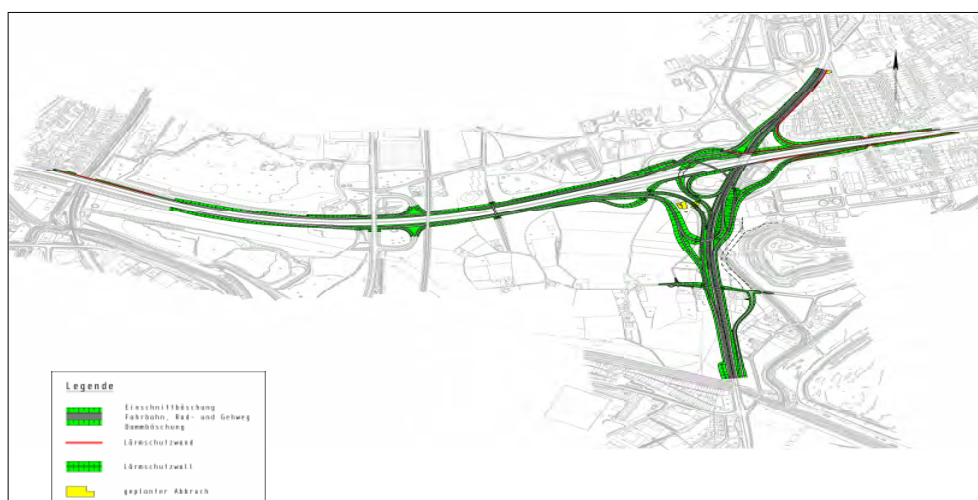 Legende
Einschnittböschung
Fahrbahn, Rad- und Gehweg
Dammböschung
Lärmschutzwand
Lärmschutzwall
geplanter Abbruch